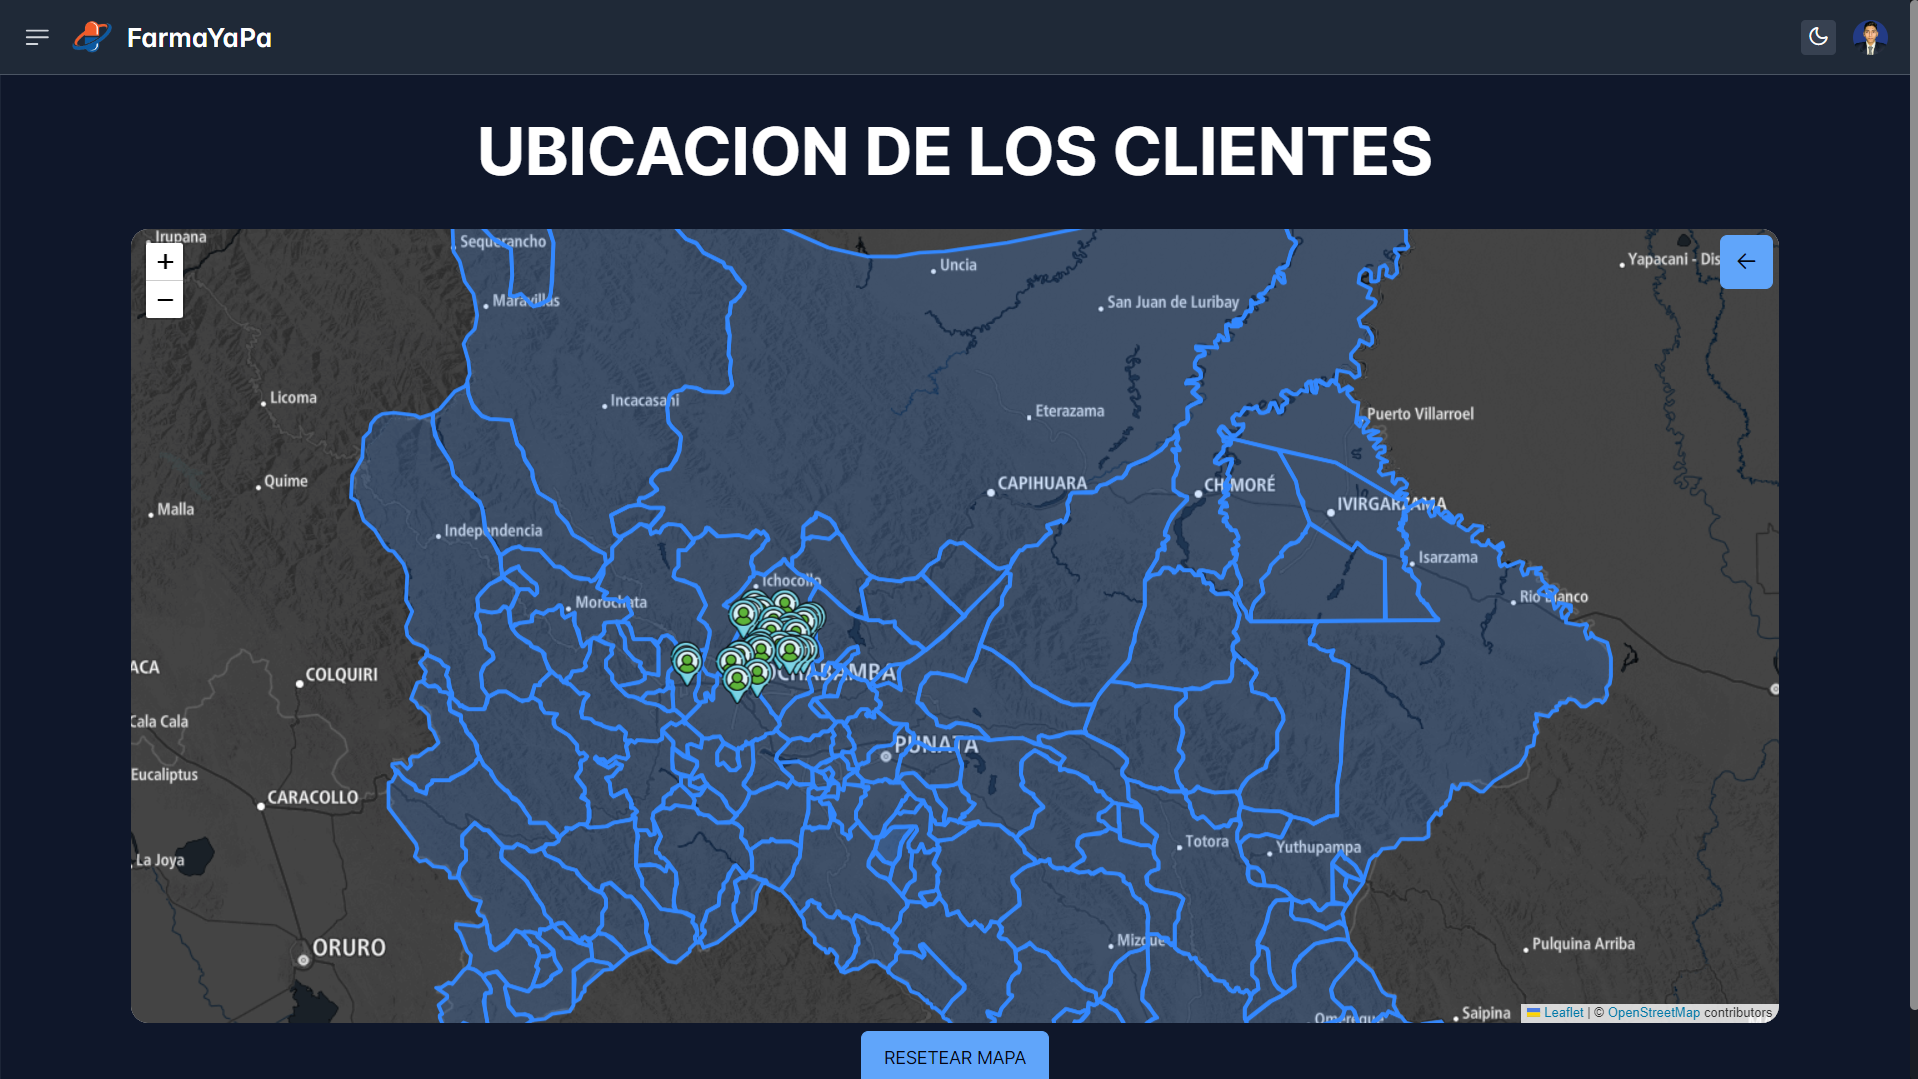 FarmaYaPa
UBICACION DE LOS CLIENTES
Irupana
Sequerancho
Uncia
Yapacani - Dis
+
−
Maravillas
San Juan de Luribay
Licoma
Incacasani
Eterazama
Puerto Villarroel
Quime
CAPIHUARA
CHIMORÉ
IVIRGARZAMA
Malla
Independencia
Isarzama
Ichocollo
Morochata
Rio Blanco
ACA
COLQUIRI
OCHABAMBA
Cala Cala
PUNATA
Eucaliptus
CARACOLLO
Totora
Yuthupampa
La Joya
Mizque
Pulquina Arriba
ORURO
Saipina
Omereque
Leaflet | © OpenStreetMap contributors
RESETEAR MAPA